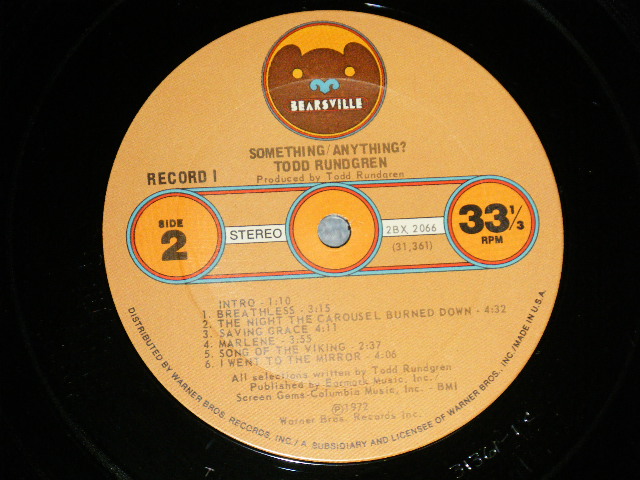 BEARSVILLE
SOMETHING/ANYTHING?
TODD RUNDGREN
Produced by Todd Rundgren
RECORD 1
SIDE
2
STEREO
2BX 2066
(31,361)
33 1/3
RPM
INTRO - 1:10
1. BREATHLESS - 3:15
2. THE NIGHT THE CAROUSEL BURNED DOWN - 4:32
3. SAVING GRACE 4:11
4. MARLENE - 3:55
5. SONG OF THE VIKING - 2:37
6. I WENT TO THE MIRROR - 4:06
All selections written by Todd Rundgren
Published by Earmark Music, Inc./
Screen Gems-Columbia Music, Inc. - BMI
Ⓟ1972
Warner Bros. Records Inc.
DISTRIBUTED BY WARNER BROS. RECORDS, INC./A SUBSIDIARY AND LICENSEE OF WARNER BROS., INC./MADE IN U.S.A.